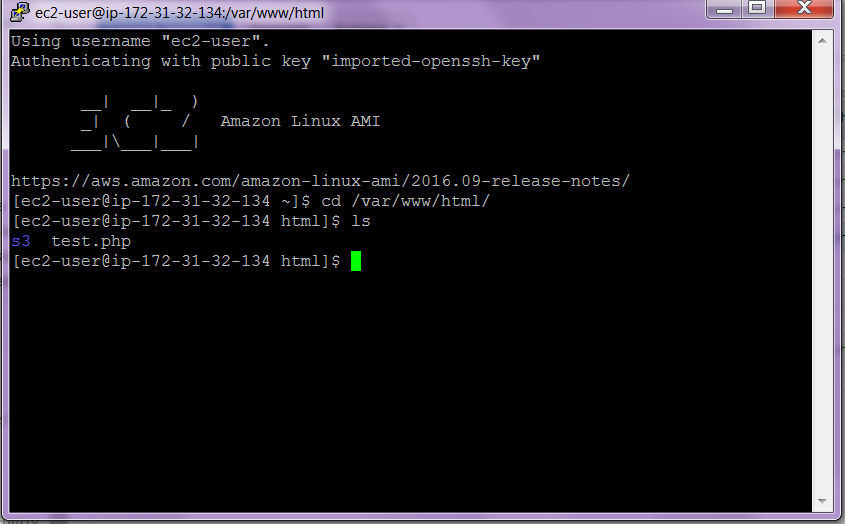 ec2-user@ip-172-31-32-134:/var/www/html
Using username "ec2-user".
Authenticating with public key "imported-openssh-key"
       __|  __|_  )
       _|  (     /   Amazon Linux AMI
      ___|\___|___|
https://aws.amazon.com/amazon-linux-ami/2016.09-release-notes/
[ec2-user@ip-172-31-32-134 ~]$ cd /var/www/html/
[ec2-user@ip-172-31-32-134 html]$ ls
s3  test.php
[ec2-user@ip-172-31-32-134 html]$